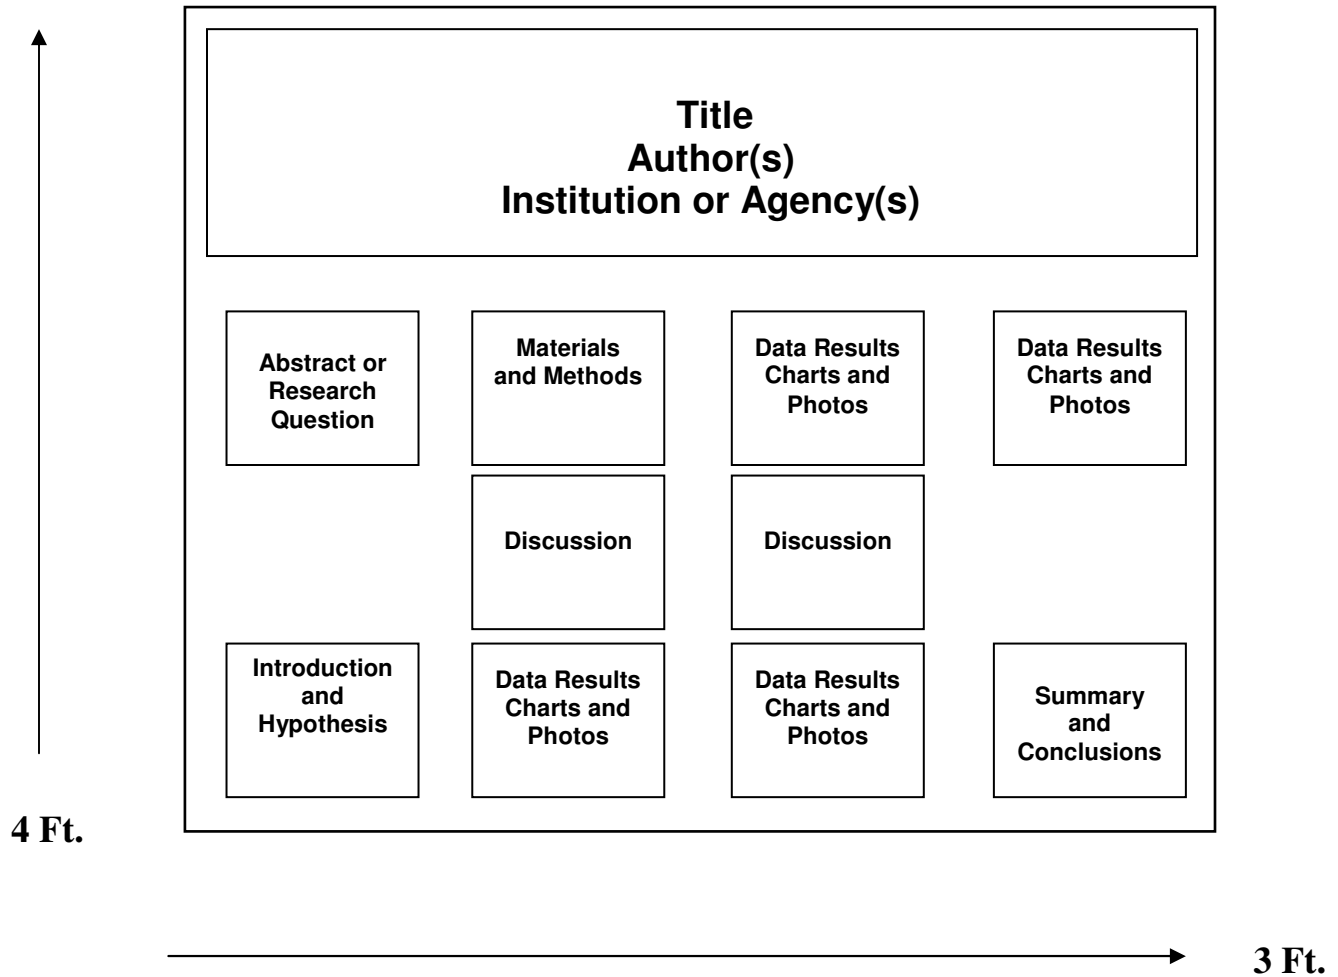 Title
Author(s)
Institution or Agency(s)
Abstract or
Research
Question
Materials
and Methods
Data Results
Charts and
Photos
Data Results
Charts and
Photos
Discussion
Discussion
Introduction
and
Hypothesis
Data Results
Charts and
Photos
Data Results
Charts and
Photos
Summary
and
Conclusions
4 Ft.
3 Ft.